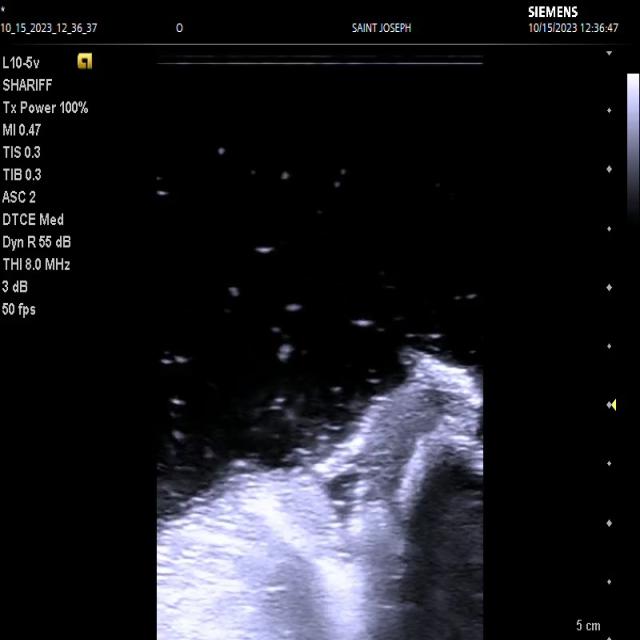 *
SIEMENS
10_15_2023_12_36_37
O
SAINT JOSEPH
10/15/2023 12:36:47
L10-5v
SHARIFF
Tx Power 100%
MI 0.47
TIS 0.3
TIB 0.3
ASC 2
DTCE Med
Dyn R 55 dB
THI 8.0 MHz
3 dB
50 fps
5 cm